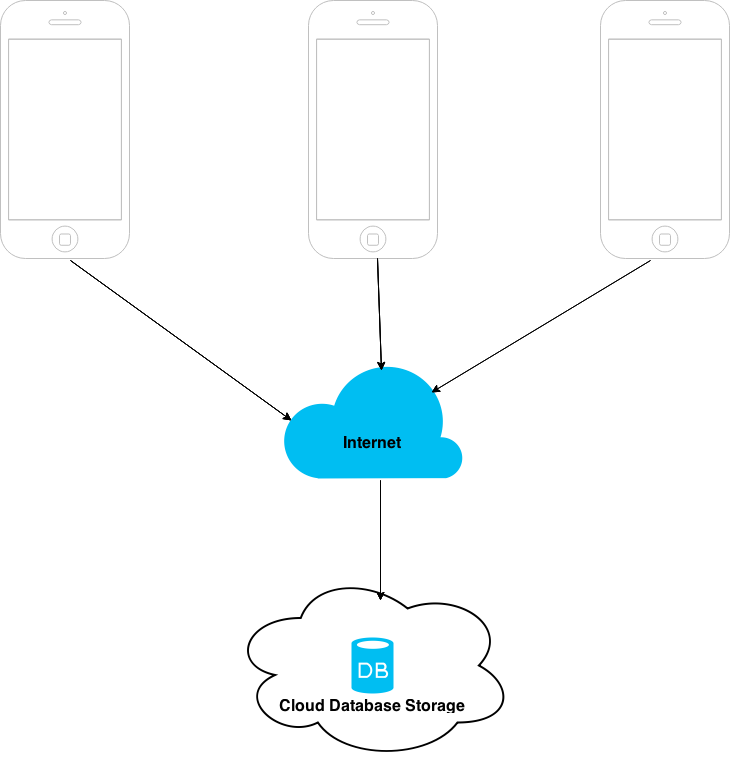 Internet
DB
Cloud Database Storage